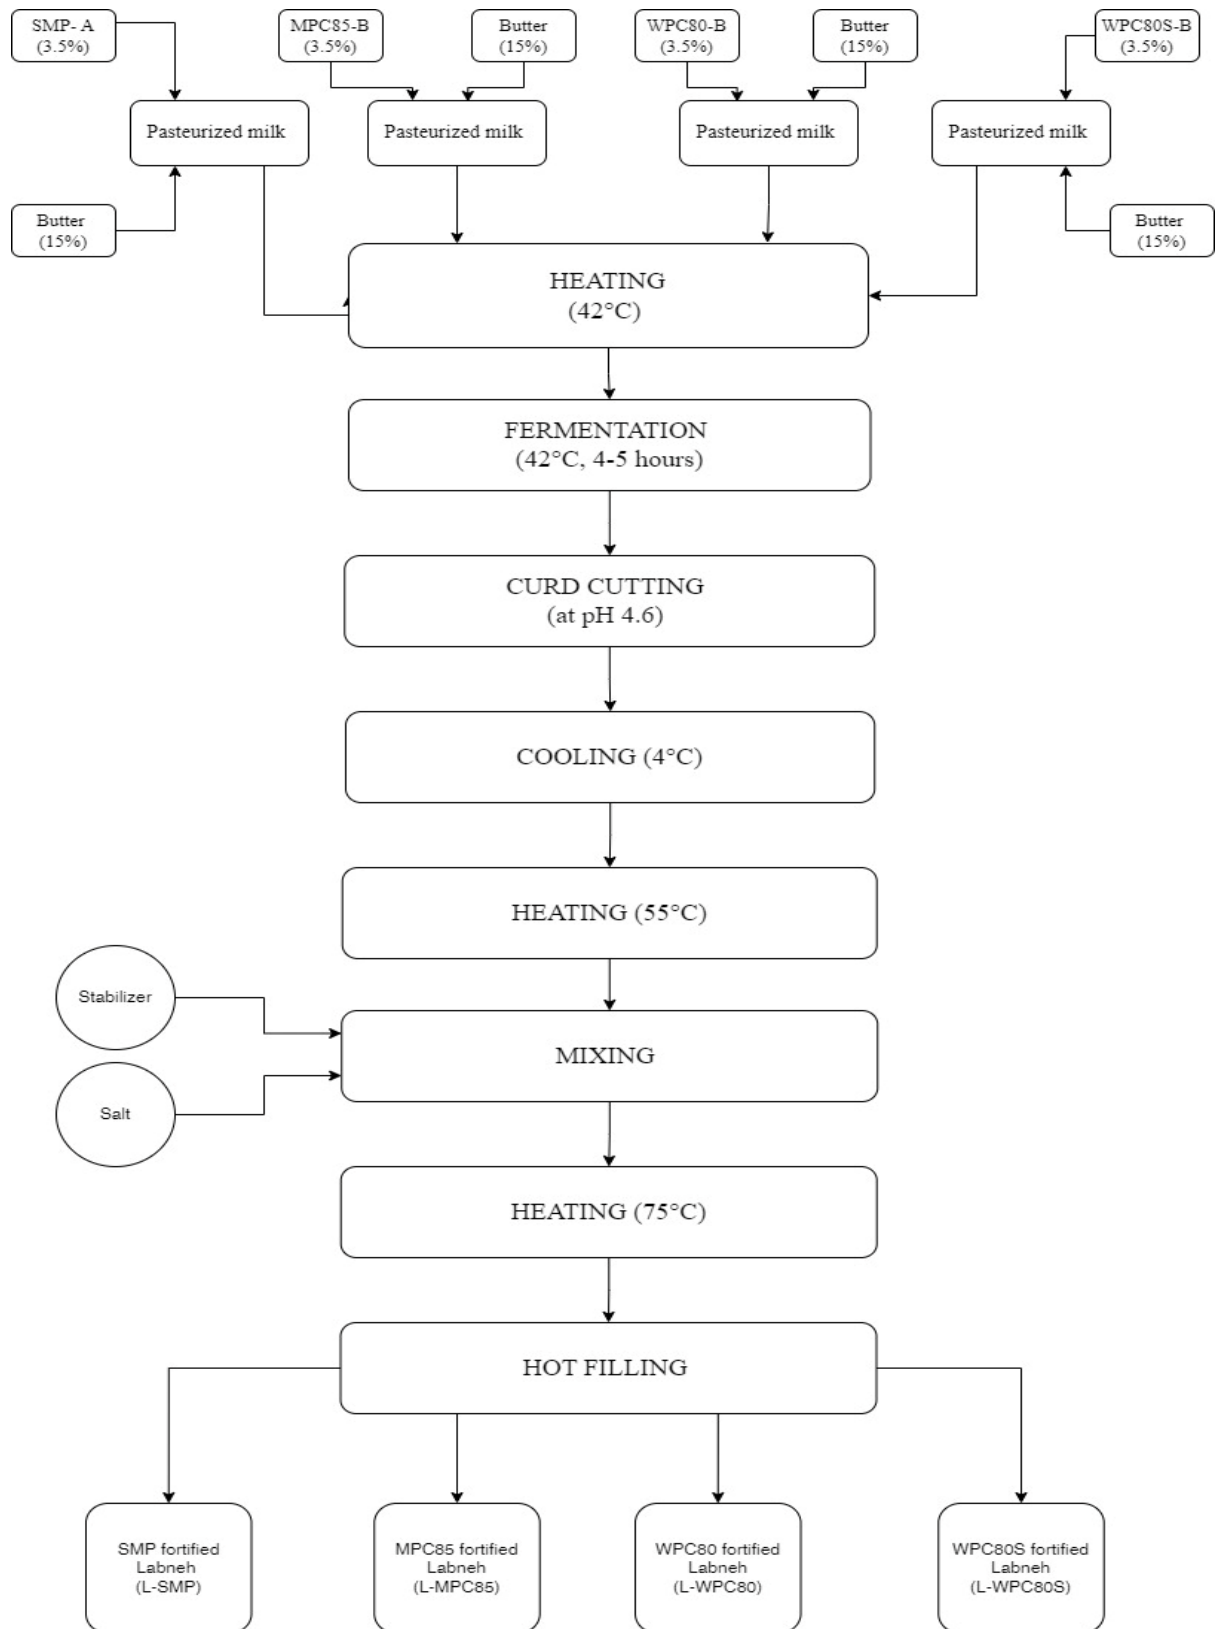 SMP- A
(3.5%)
MPC85-B
(3.5%)
Butter
(15%)
WPC80-B
(3.5%)
Butter
(15%)
WPC80S-B
(3.5%)
Pasteurized milk
Pasteurized milk
Pasteurized milk
Pasteurized milk
Butter
(15%)
Butter
(15%)
HEATING
(42°C)
FERMENTATION
(42°C, 4-5 hours)
CURD CUTTING
(at pH 4.6)
COOLING (4°C)
HEATING (55°C)
Stabilizer
MIXING
Salt
HEATING (75°C)
HOT FILLING
SMP fortified
Labneh
(L-SMP)
MPC85 fortified
Labneh
(L-MPC85)
WPC80 fortified
Labneh
(L-WPC80)
WPC80S fortified
Labneh
(L-WPC80S)